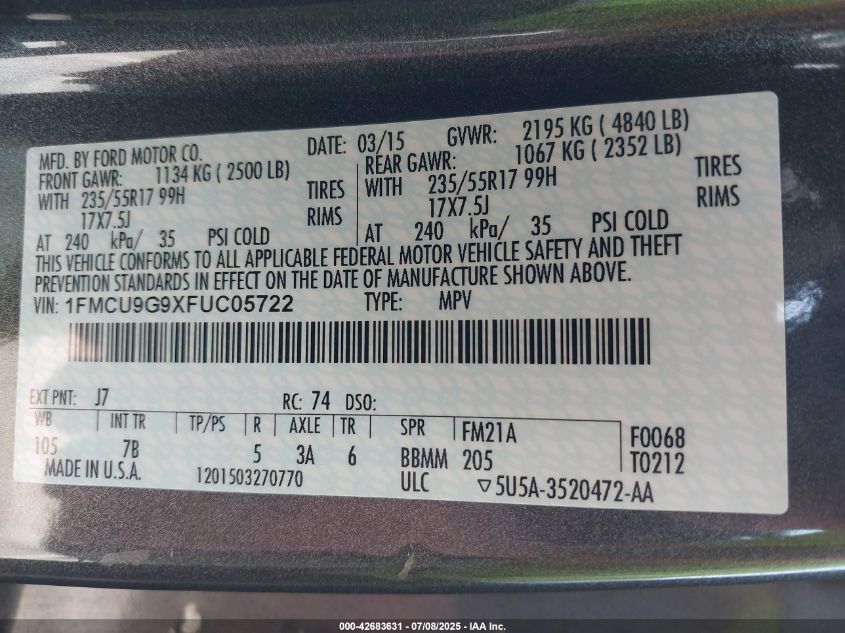 MFD. BY FORD MOTOR CO. DATE: 03/15 GVWR: 2195 KG ( 4840 LB)
FRONT GAWR: 1134 KG ( 2500 LB) REAR GAWR: 1067 KG ( 2352 LB)
WITH 235/55R17 99H TIRES WITH 235/55R17 99H TIRES
17X7.5J RIMS 17X7.5J RIMS
AT 240 kPa/ 35 PSI COLD AT 240 kPa/ 35 PSI COLD
THIS VEHICLE CONFORMS TO ALL APPLICABLE FEDERAL MOTOR VEHICLE SAFETY AND THEFT
PREVENTION STANDARDS IN EFFECT ON THE DATE OF MANUFACTURE SHOWN ABOVE.
VIN: 1FMCU9G9XFUC05722 TYPE: MPV
EXT PNT: J7 RC: 74 DSO:
WB INT TR TP/PS R AXLE TR SPR FM21A F0068
105 7B 5 3A 6 BBMM 205 T0212
MADE IN U.S.A. 1201503270770 ULC ▽5U5A-3520472-AA
000-42683631 - 07/08/2025 - IAA Inc.